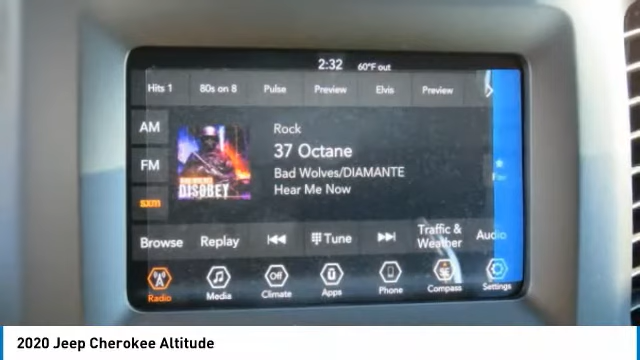 2:32 60°F out
Hits 1 80s on 8 Pulse Preview Elvis Preview
AM
FM
sxm
DISOBEY
Rock
37 Octane
Bad Wolves/DIAMANTE
Hear Me Now
Browse Replay Tune Traffic & Weather Audio
Radio Media Off Climate Apps Phone Compass Settings
2020 Jeep Cherokee Altitude